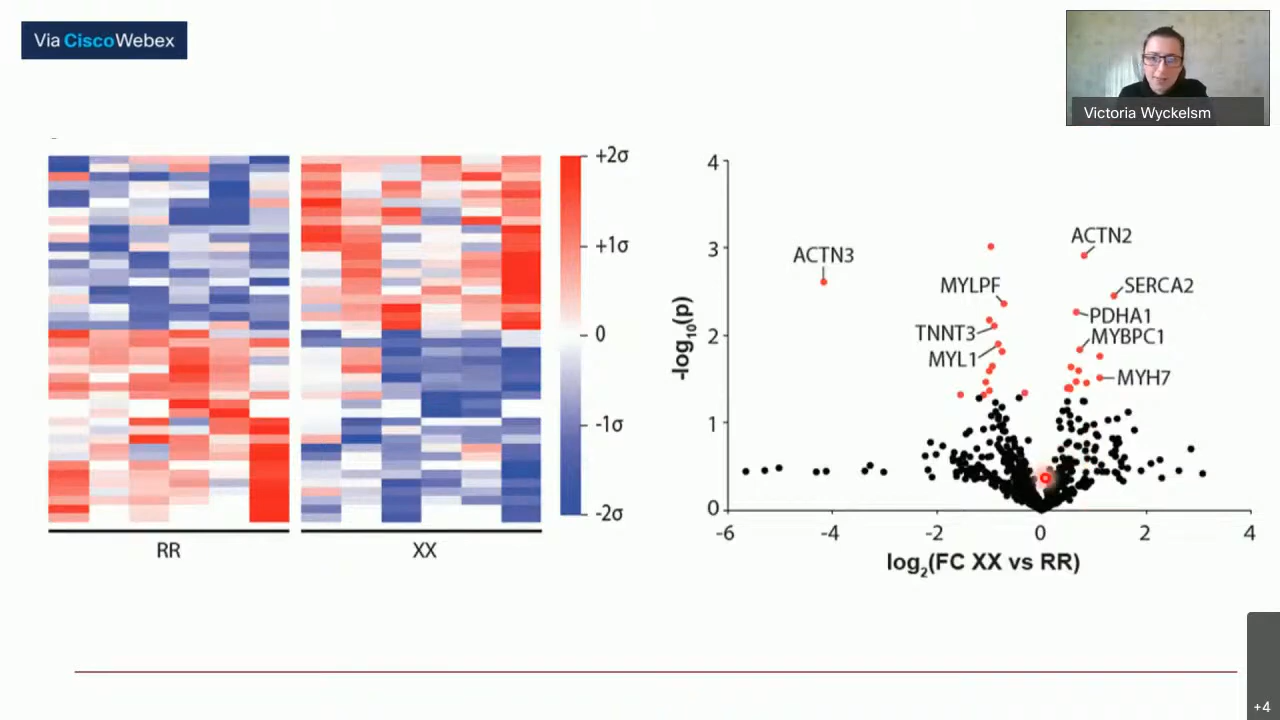 Via CiscoWebex
Victoria Wyckelsm
+2σ
+1σ
0
-1σ
-2σ
RR
XX
4
3
2
1
0
-log10(p)
ACTN3
MYLPF
TNNT3
MYL1
ACTN2
SERCA2
PDHA1
MYBPC1
MYH7
-6
-4
-2
0
2
4
log2(FC XX vs RR)
+4